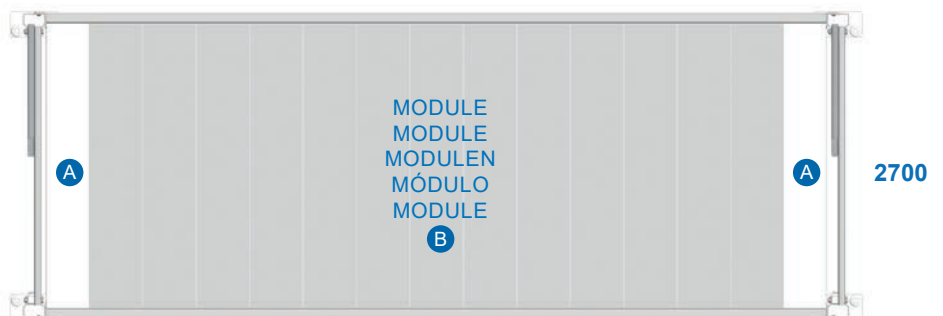 MODULE
MODULE
MODULEN
MÓDULO
MODULE
A
A
2700
B